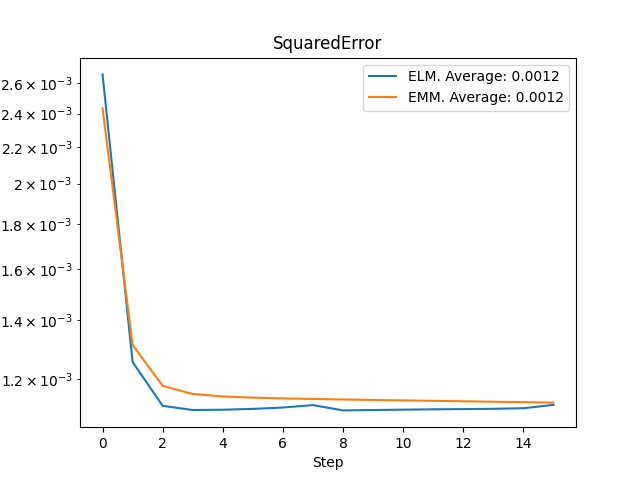 SquaredError
ELM. Average: 0.0012
EMM. Average: 0.0012
2.6 × 10⁻³
2.4 × 10⁻³
2.2 × 10⁻³
2 × 10⁻³
1.8 × 10⁻³
1.6 × 10⁻³
1.4 × 10⁻³
1.2 × 10⁻³
0 2 4 6 8 10 12 14
Step